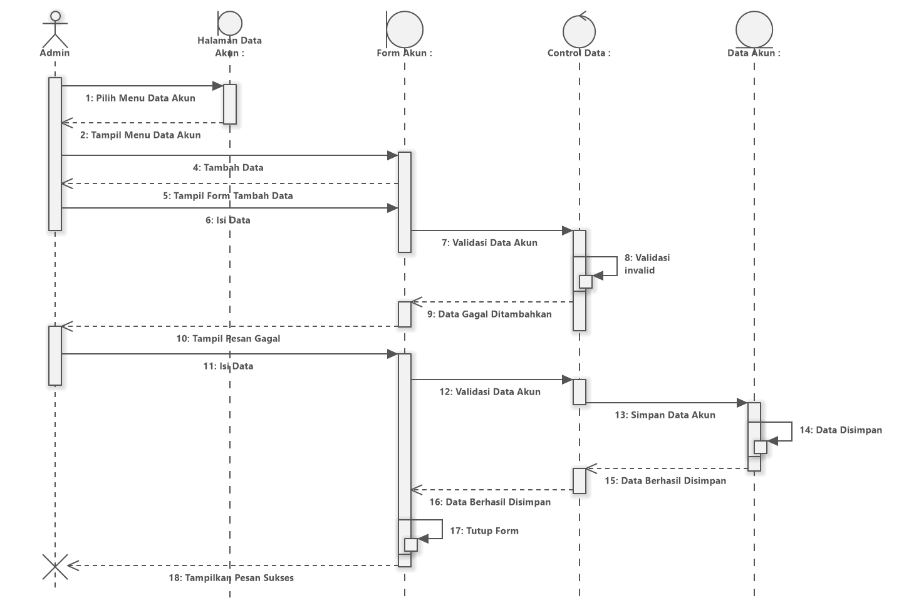 Admin
Halaman Data
Akun :
Form Akun :
Control Data :
Data Akun :
1: Pilih Menu Data Akun
2: Tampil Menu Data Akun
4: Tambah Data
5: Tampil Form Tambah Data
6: Isi Data
7: Validasi Data Akun
8: Validasi
invalid
9: Data Gagal Ditambahkan
10: Tampil Pesan Gagal
11: Isi Data
12: Validasi Data Akun
13: Simpan Data Akun
14: Data Disimpan
15: Data Berhasil Disimpan
16: Data Berhasil Disimpan
17: Tutup Form
18: Tampilkan Pesan Sukses